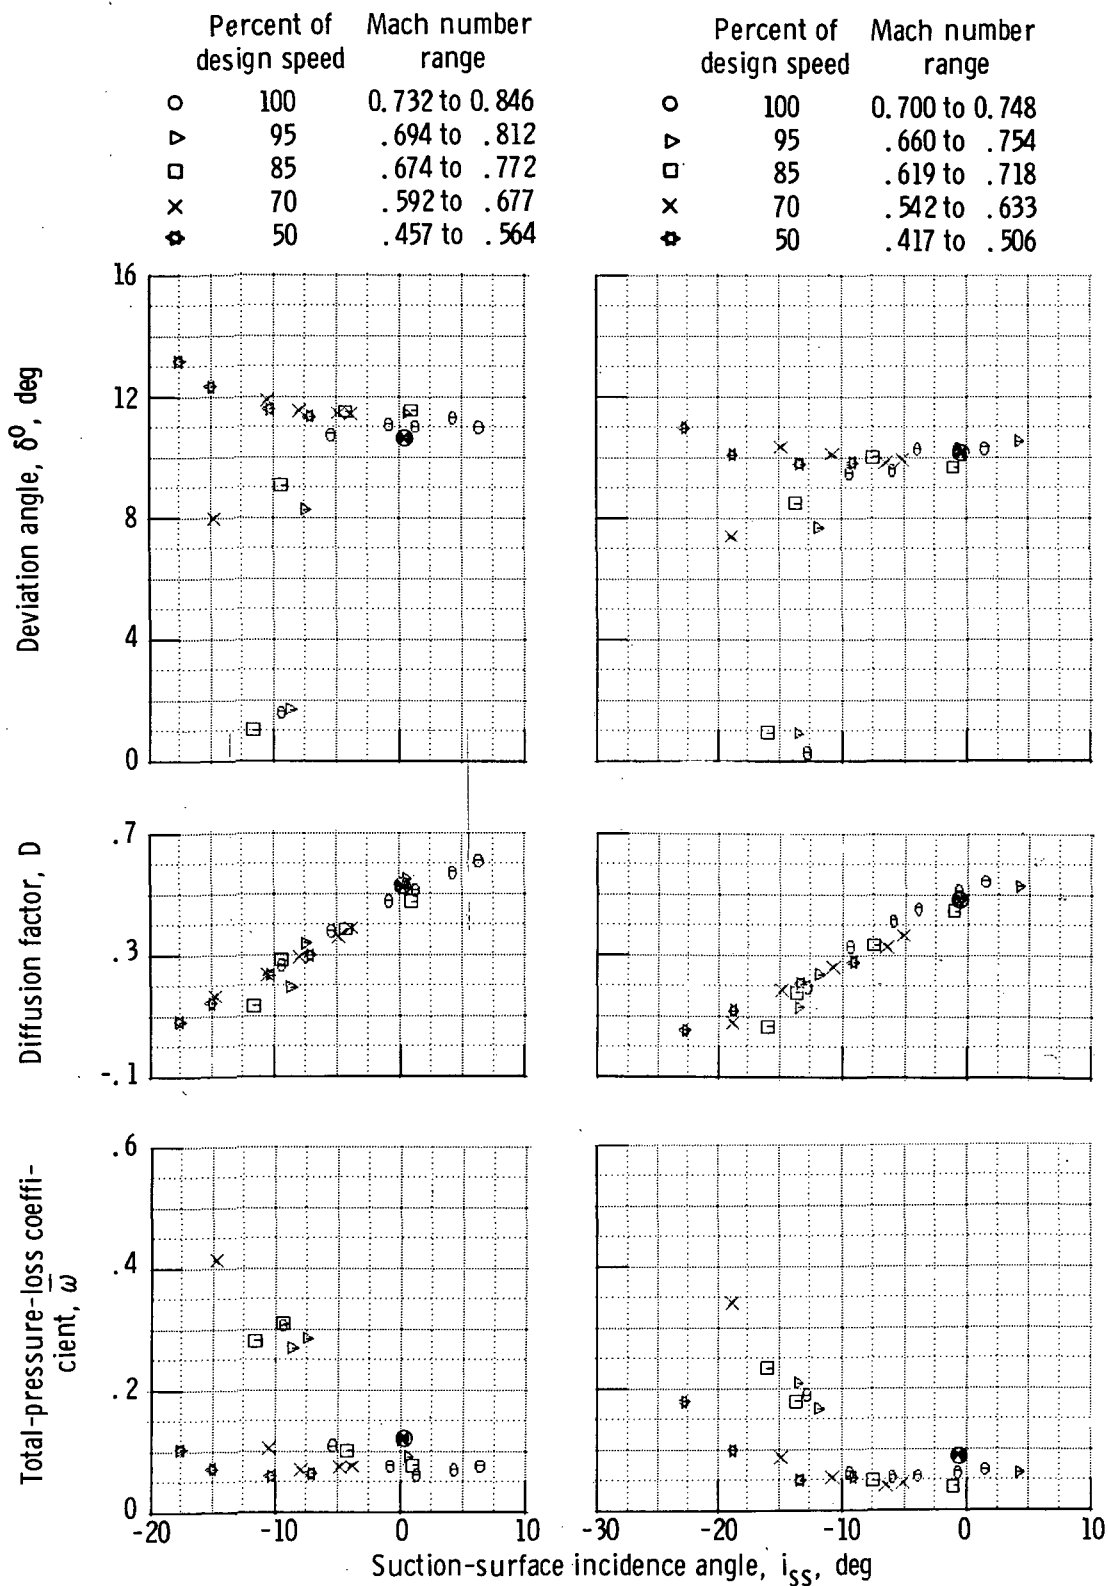 Percent of Mach number
design speed range
100 0.732 to 0.846
95 .694 to .812
85 .674 to .772
70 .592 to .677
50 .457 to .564
Percent of Mach number
design speed range
100 0.700 to 0.748
95 .660 to .754
85 .619 to .718
70 .542 to .633
50 .417 to .506
Deviation angle, δ⁰, deg
16
12
8
4
0
Diffusion factor, D
.7
.3
-.1
Total-pressure-loss coeffi-
cient, ω̅
.6
.4
.2
0
-20 -10 0 10
-30 -20 -10 0 10
Suction-surface incidence angle, iss, deg